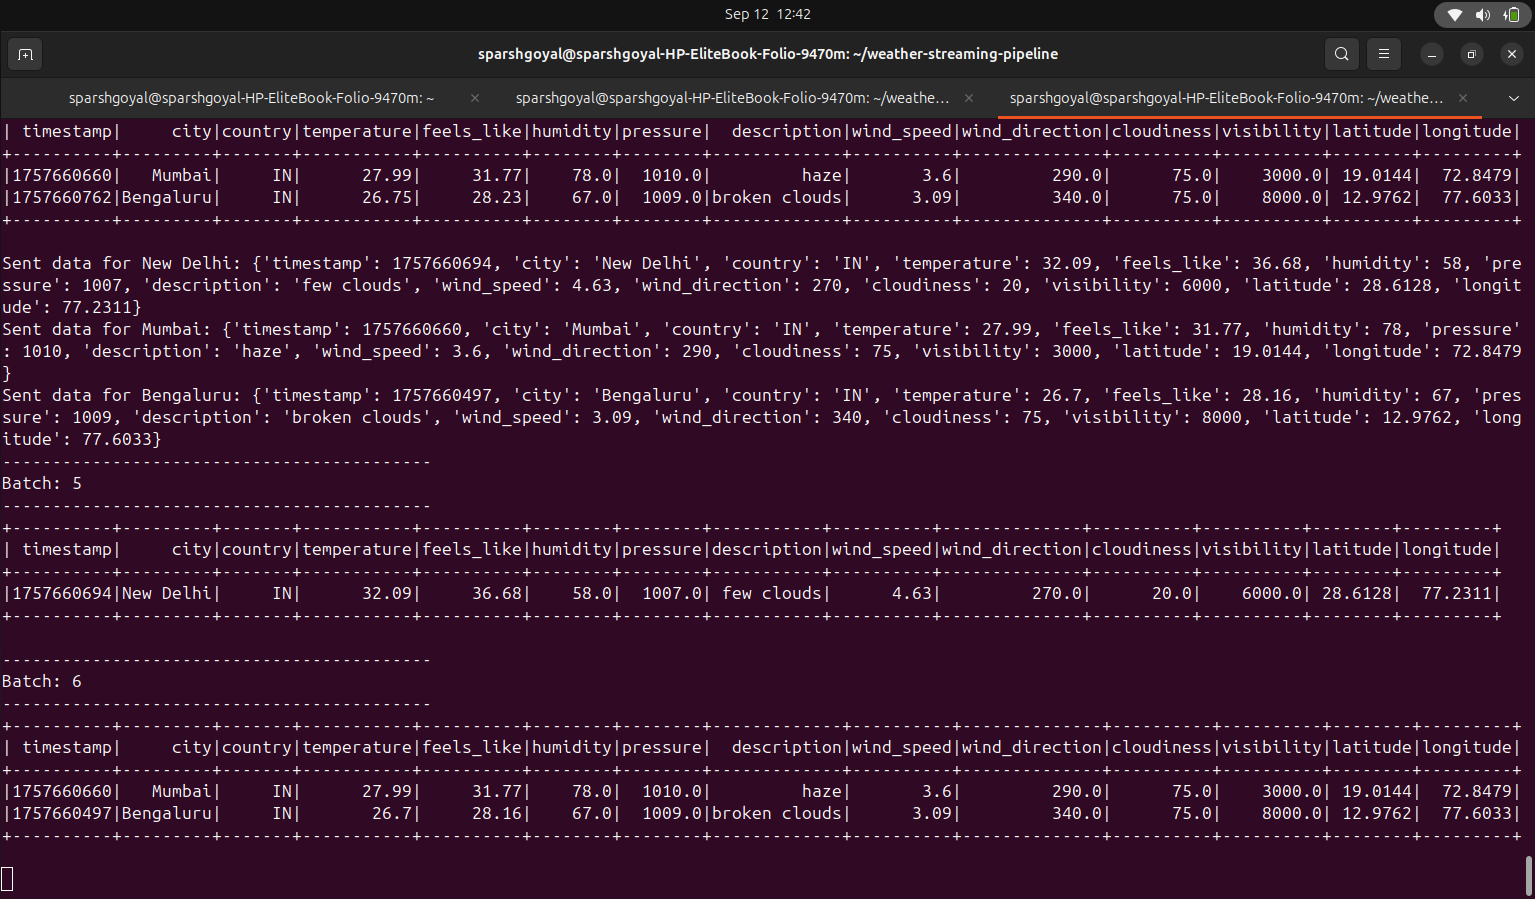 Sep 12 12:42
sparshgoyal@sparshgoyal-HP-EliteBook-Folio-9470m: ~/weather-streaming-pipeline
sparshgoyal@sparshgoyal-HP-EliteBook-Folio-9470m: ~ × sparshgoyal@sparshgoyal-HP-EliteBook-Folio-9470m: ~/weathe... × sparshgoyal@sparshgoyal-HP-EliteBook-Folio-9470m: ~/weathe... ×
| timestamp|     city|country|temperature|feels_like|humidity|pressure|  description|wind_speed|wind_direction|cloudiness|visibility|latitude|longitude|
+----------+---------+-------+-----------+----------+--------+--------+-------------+----------+--------------+----------+----------+--------+---------+
|1757660660|   Mumbai|     IN|      27.99|     31.77|    78.0|  1010.0|         haze|       3.6|         290.0|      75.0|    3000.0| 19.0144|  72.8479|
|1757660762|Bengaluru|     IN|      26.75|     28.23|    67.0|  1009.0|broken clouds|      3.09|         340.0|      75.0|    8000.0| 12.9762|  77.6033|
+----------+---------+-------+-----------+----------+--------+--------+-------------+----------+--------------+----------+----------+--------+---------+
Sent data for New Delhi: {'timestamp': 1757660694, 'city': 'New Delhi', 'country': 'IN', 'temperature': 32.09, 'feels_like': 36.68, 'humidity': 58, 'pre
ssure': 1007, 'description': 'few clouds', 'wind_speed': 4.63, 'wind_direction': 270, 'cloudiness': 20, 'visibility': 6000, 'latitude': 28.6128, 'longit
ude': 77.2311}
Sent data for Mumbai: {'timestamp': 1757660660, 'city': 'Mumbai', 'country': 'IN', 'temperature': 27.99, 'feels_like': 31.77, 'humidity': 78, 'pressure'
: 1010, 'description': 'haze', 'wind_speed': 3.6, 'wind_direction': 290, 'cloudiness': 75, 'visibility': 3000, 'latitude': 19.0144, 'longitude': 72.8479
}
Sent data for Bengaluru: {'timestamp': 1757660497, 'city': 'Bengaluru', 'country': 'IN', 'temperature': 26.7, 'feels_like': 28.16, 'humidity': 67, 'pres
sure': 1009, 'description': 'broken clouds', 'wind_speed': 3.09, 'wind_direction': 340, 'cloudiness': 75, 'visibility': 8000, 'latitude': 12.9762, 'long
itude': 77.6033}
-------------------------------------------
Batch: 5
-------------------------------------------
+----------+---------+-------+-----------+----------+--------+--------+-----------+----------+--------------+----------+----------+--------+---------+
| timestamp|     city|country|temperature|feels_like|humidity|pressure|description|wind_speed|wind_direction|cloudiness|visibility|latitude|longitude|
+----------+---------+-------+-----------+----------+--------+--------+-----------+----------+--------------+----------+----------+--------+---------+
|1757660694|New Delhi|     IN|      32.09|     36.68|    58.0|  1007.0| few clouds|      4.63|         270.0|      20.0|    6000.0| 28.6128|  77.2311|
+----------+---------+-------+-----------+----------+--------+--------+-----------+----------+--------------+----------+----------+--------+---------+
-------------------------------------------
Batch: 6
-------------------------------------------
+----------+---------+-------+-----------+----------+--------+--------+-------------+----------+--------------+----------+----------+--------+---------+
| timestamp|     city|country|temperature|feels_like|humidity|pressure|  description|wind_speed|wind_direction|cloudiness|visibility|latitude|longitude|
+----------+---------+-------+-----------+----------+--------+--------+-------------+----------+--------------+----------+----------+--------+---------+
|1757660660|   Mumbai|     IN|      27.99|     31.77|    78.0|  1010.0|         haze|       3.6|         290.0|      75.0|    3000.0| 19.0144|  72.8479|
|1757660497|Bengaluru|     IN|       26.7|     28.16|    67.0|  1009.0|broken clouds|      3.09|         340.0|      75.0|    8000.0| 12.9762|  77.6033|
+----------+---------+-------+-----------+----------+--------+--------+-------------+----------+--------------+----------+----------+--------+---------+